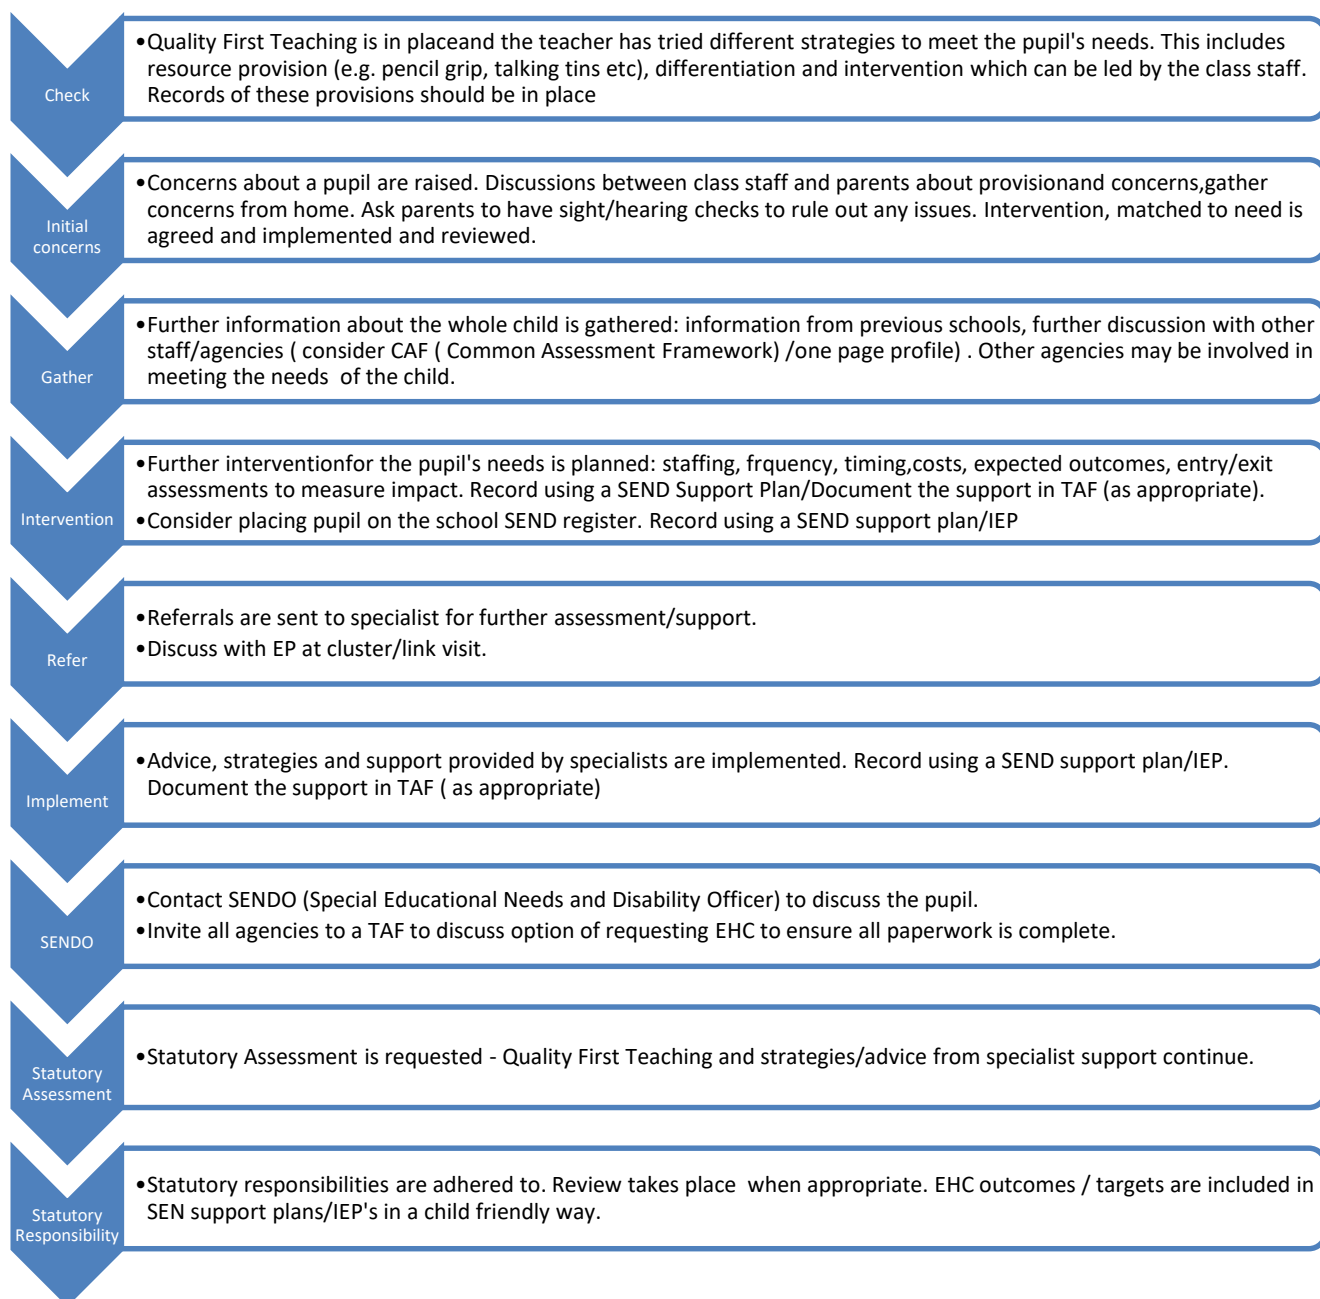 Check
•Quality First Teaching is in placeand the teacher has tried different strategies to meet the pupil's needs. This includes
resource provision (e.g. pencil grip, talking tins etc), differentiation and intervention which can be led by the class staff.
Records of these provisions should be in place
Initial
concerns
•Concerns about a pupil are raised. Discussions between class staff and parents about provisionand concerns,gather
concerns from home. Ask parents to have sight/hearing checks to rule out any issues. Intervention, matched to need is
agreed and implemented and reviewed.
Gather
•Further information about the whole child is gathered: information from previous schools, further discussion with other
staff/agencies ( consider CAF ( Common Assessment Framework) /one page profile) . Other agencies may be involved in
meeting the needs  of the child.
Intervention
•Further interventionfor the pupil's needs is planned: staffing, frquency, timing,costs, expected outcomes, entry/exit
assessments to measure impact. Record using a SEND Support Plan/Document the support in TAF (as appropriate).
•Consider placing pupil on the school SEND register. Record using a SEND support plan/IEP
Refer
•Referrals are sent to specialist for further assessment/support.
•Discuss with EP at cluster/link visit.
Implement
•Advice, strategies and support provided by specialists are implemented. Record using a SEND support plan/IEP.
Document the support in TAF ( as appropriate)
SENDO
•Contact SENDO (Special Educational Needs and Disability Officer) to discuss the pupil.
•Invite all agencies to a TAF to discuss option of requesting EHC to ensure all paperwork is complete.
Statutory
Assessment
•Statutory Assessment is requested - Quality First Teaching and strategies/advice from specialist support continue.
Statutory
Responsibility
•Statutory responsibilities are adhered to. Review takes place  when appropriate. EHC outcomes / targets are included in
SEN support plans/IEP's in a child friendly way.